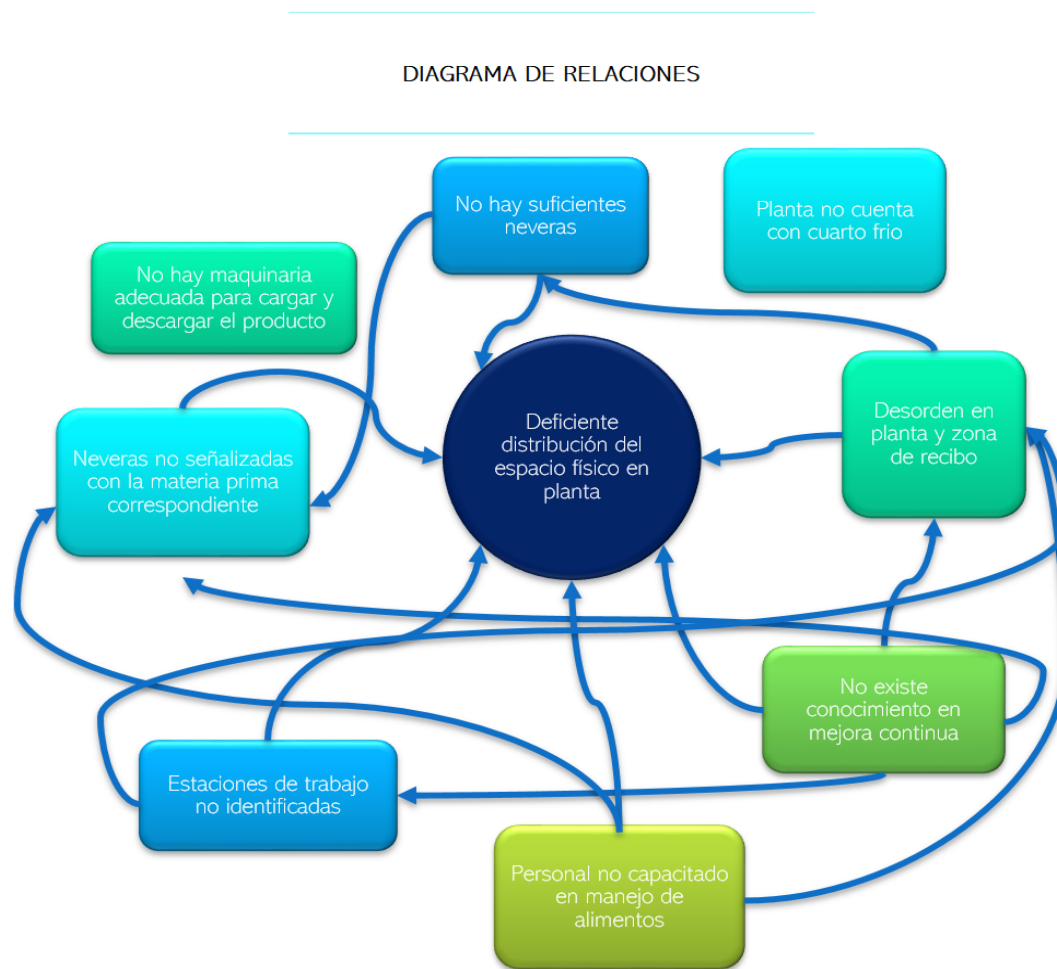 DIAGRAMA DE RELACIONES
No hay suficientes
neveras
Planta no cuenta
con cuarto frio
No hay maquinaria
adecuada para cargar y
descargar el producto
Deficiente
distribución del
espacio físico en
planta
Desorden en
planta y zona
de recibo
Neveras no señalizadas
con la materia prima
correspondiente
No existe
conocimiento en
mejora continua
Estaciones de trabajo
no identificadas
Personal no capacitado
en manejo de
alimentos